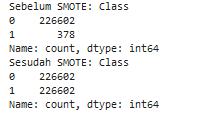 Sebelum SMOTE: Class
0    226602
1       378
Name: count, dtype: int64
Sesudah SMOTE: Class
0    226602
1    226602
Name: count, dtype: int64